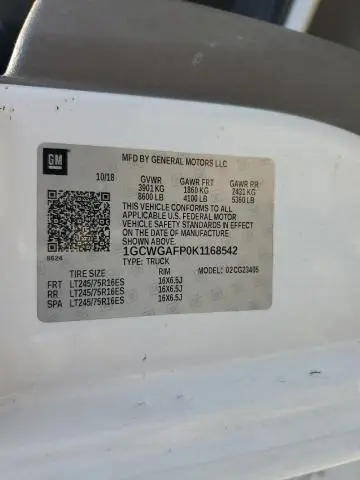 GM
MFD BY GENERAL MOTORS LLC
10/18 GVWR GAWR FRT GAWR RR
3901 KG 1860 KG 2431 KG
8600 LB 4100 LB 5360 LB
THIS VEHICLE CONFORMS TO ALL
APPLICABLE U.S. FEDERAL MOTOR
VEHICLE SAFETY STANDARDS IN EFFECT
ON THE DATE OF MANUFACTURE
SHOWN ABOVE.
8624 1GCWGAFP0K1168542
TYPE: TRUCK MODEL: 02CG23405
TIRE SIZE RIM
FRT LT245/75R16ES 16X6.5J
RR LT245/75R16ES 16X6.5J
SPA LT245/75R16ES 16X6.5J